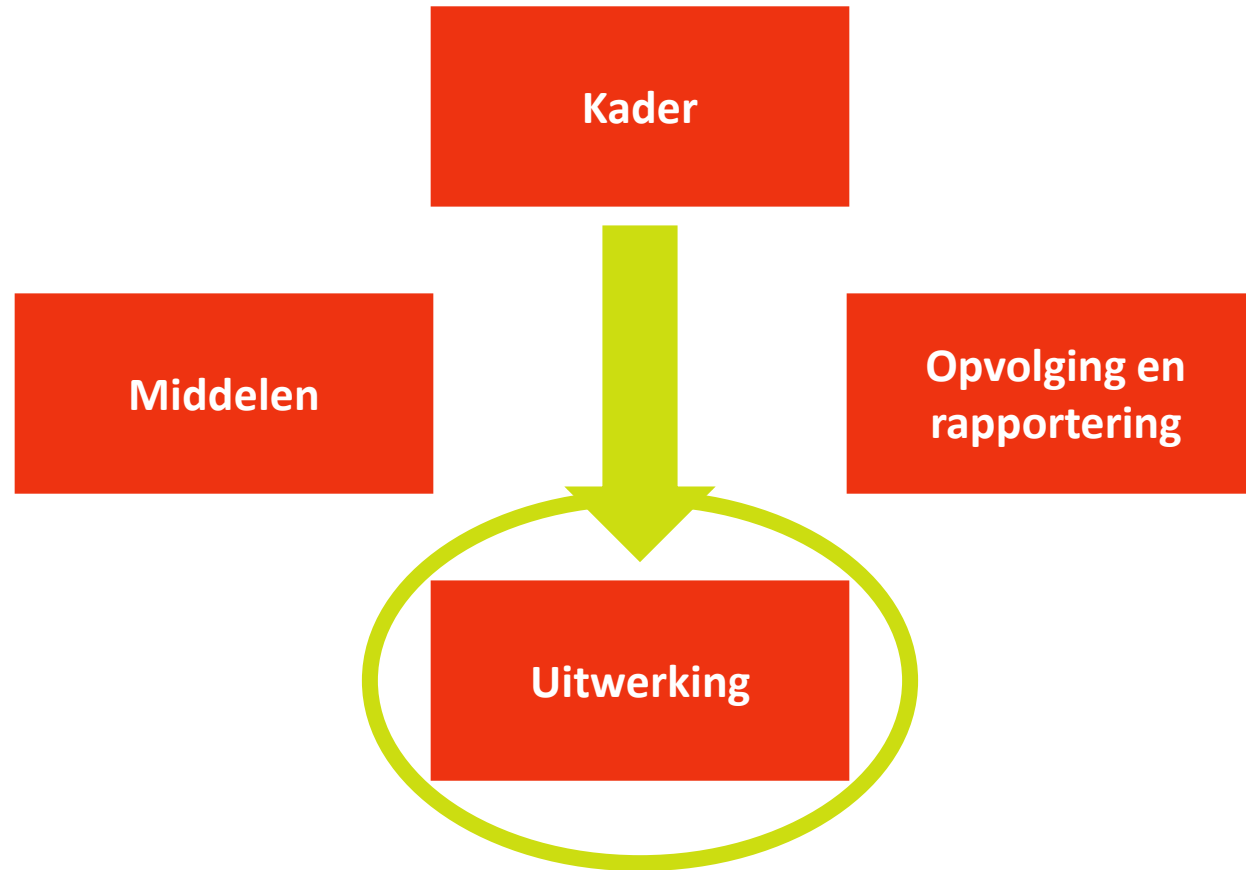 Kader
Middelen
Opvolging en
rapportering
Uitwerking